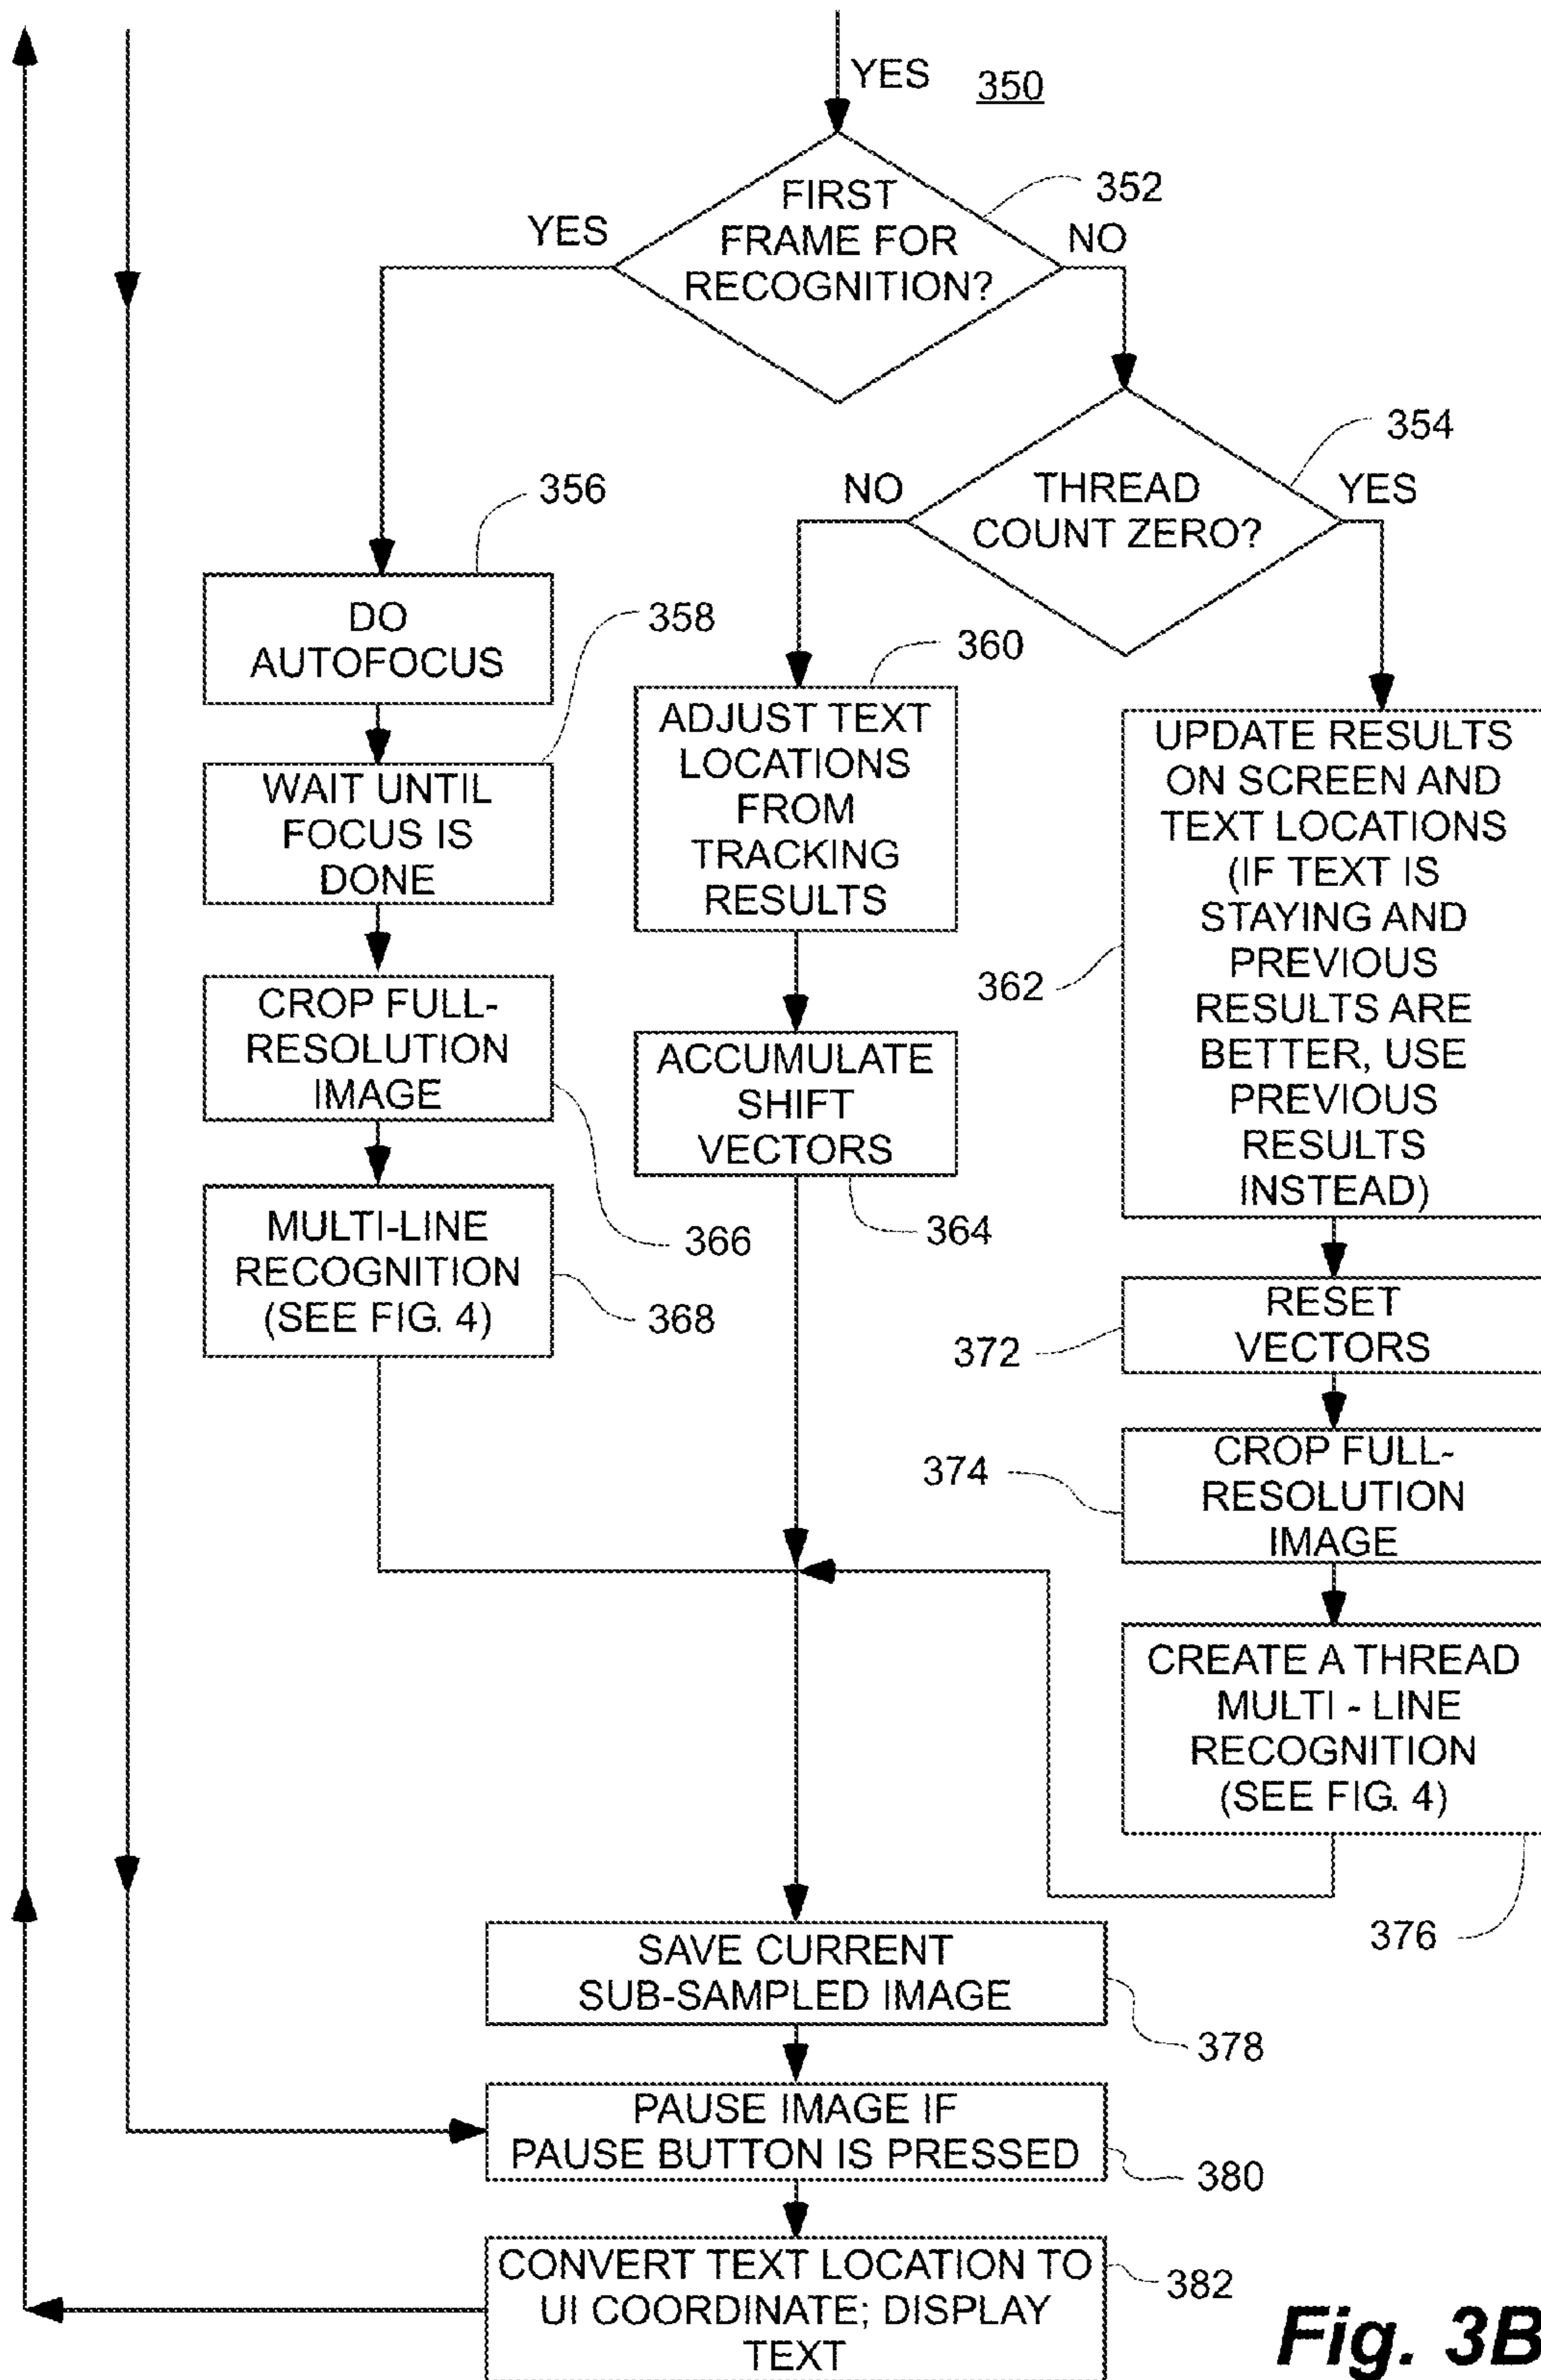 YES
350
FIRST
FRAME FOR
RECOGNITION?
352
YES
NO
354
NO
THREAD
COUNT ZERO?
YES
356
DO
AUTOFOCUS
358
WAIT UNTIL
FOCUS IS
DONE
360
ADJUST TEXT
LOCATIONS
FROM
TRACKING
RESULTS
UPDATE RESULTS
ON SCREEN AND
TEXT LOCATIONS
(IF TEXT IS
STAYING AND
PREVIOUS
RESULTS ARE
BETTER, USE
PREVIOUS
RESULTS
INSTEAD)
362
CROP FULL-
RESOLUTION
IMAGE
366
ACCUMULATE
SHIFT
VECTORS
364
MULTI-LINE
RECOGNITION
(SEE FIG. 4)
368
RESET
VECTORS
372
CROP FULL-
RESOLUTION
IMAGE
374
CREATE A THREAD
MULTI - LINE
RECOGNITION
(SEE FIG. 4)
376
SAVE CURRENT
SUB-SAMPLED IMAGE
378
PAUSE IMAGE IF
PAUSE BUTTON IS PRESSED
380
CONVERT TEXT LOCATION TO
UI COORDINATE; DISPLAY
TEXT
382
Fig. 3B